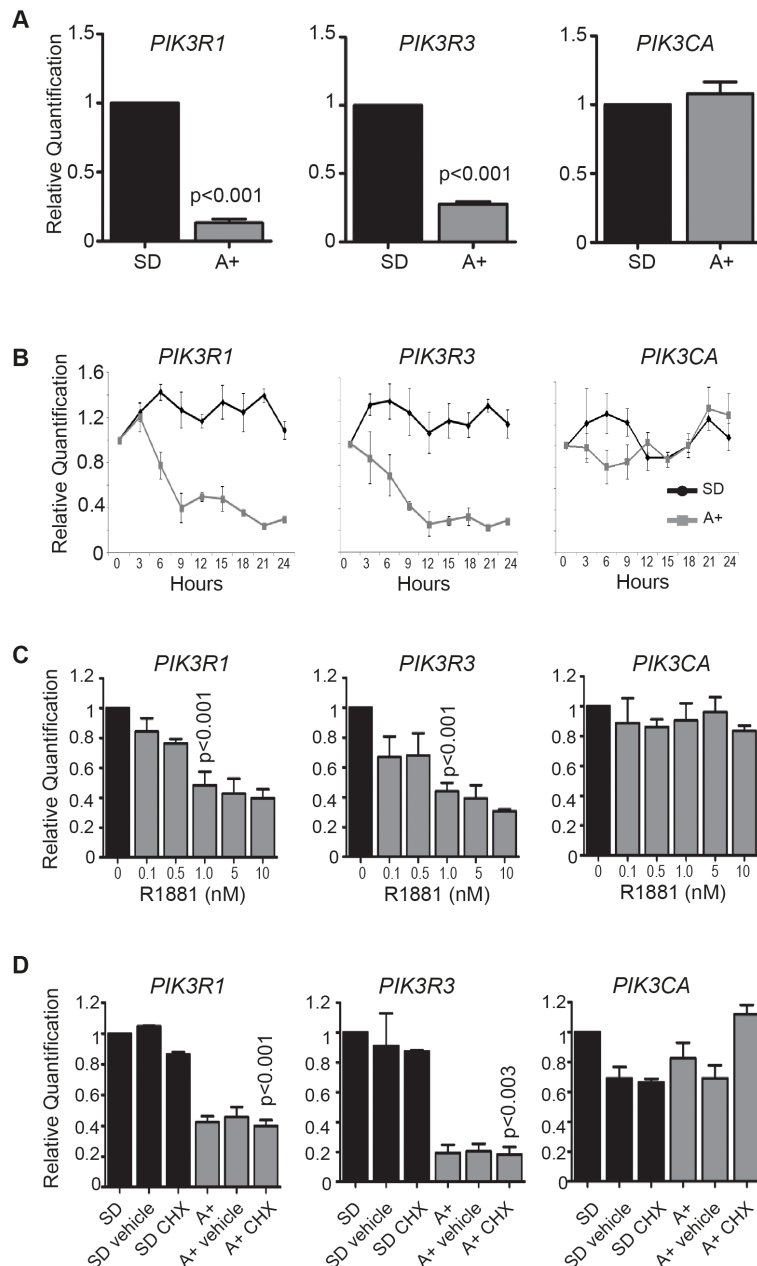 A
PIK3R1 PIK3R3 PIK3CA
Relative Quantification
1.5 1.5 1.5
1 1 1
0.5 0.5 0.5
0 0 0
p<0.001 p<0.001
SD A+ SD A+ SD A+
B
PIK3R1 PIK3R3 PIK3CA
Relative Quantification
1.6
1.2
0.8
0.4
0
SD
A+
0 3 6 9 12 15 18 21 24 0 3 6 9 12 15 18 21 24 0 3 6 9 12 15 18 21 24
Hours Hours Hours
C
PIK3R1 PIK3R3 PIK3CA
Relative Quantification
1.2 1.2 1.2
1 1 1
0.8 0.8 0.8
0.6 0.6 0.6
0.4 0.4 0.4
0.2 0.2 0.2
0 0 0
p<0.001 p<0.001
0 0.1 0.5 1.0 5 10 0 0.1 0.5 1.0 5 10 0 0.1 0.5 1.0 5 10
R1881 (nM) R1881 (nM) R1881 (nM)
D
PIK3R1 PIK3R3 PIK3CA
Relative Quantification
1.2 1.2 1.2
1 1 1
0.8 0.8 0.8
0.6 0.6 0.6
0.4 0.4 0.4
0.2 0.2 0.2
0 0 0
p<0.001 p<0.003
SD SD vehicle SD CHX A+ A+ vehicle A+ CHX SD SD vehicle SD CHX A+ A+ vehicle A+ CHX SD SD vehicle SD CHX A+ A+ vehicle A+ CHX